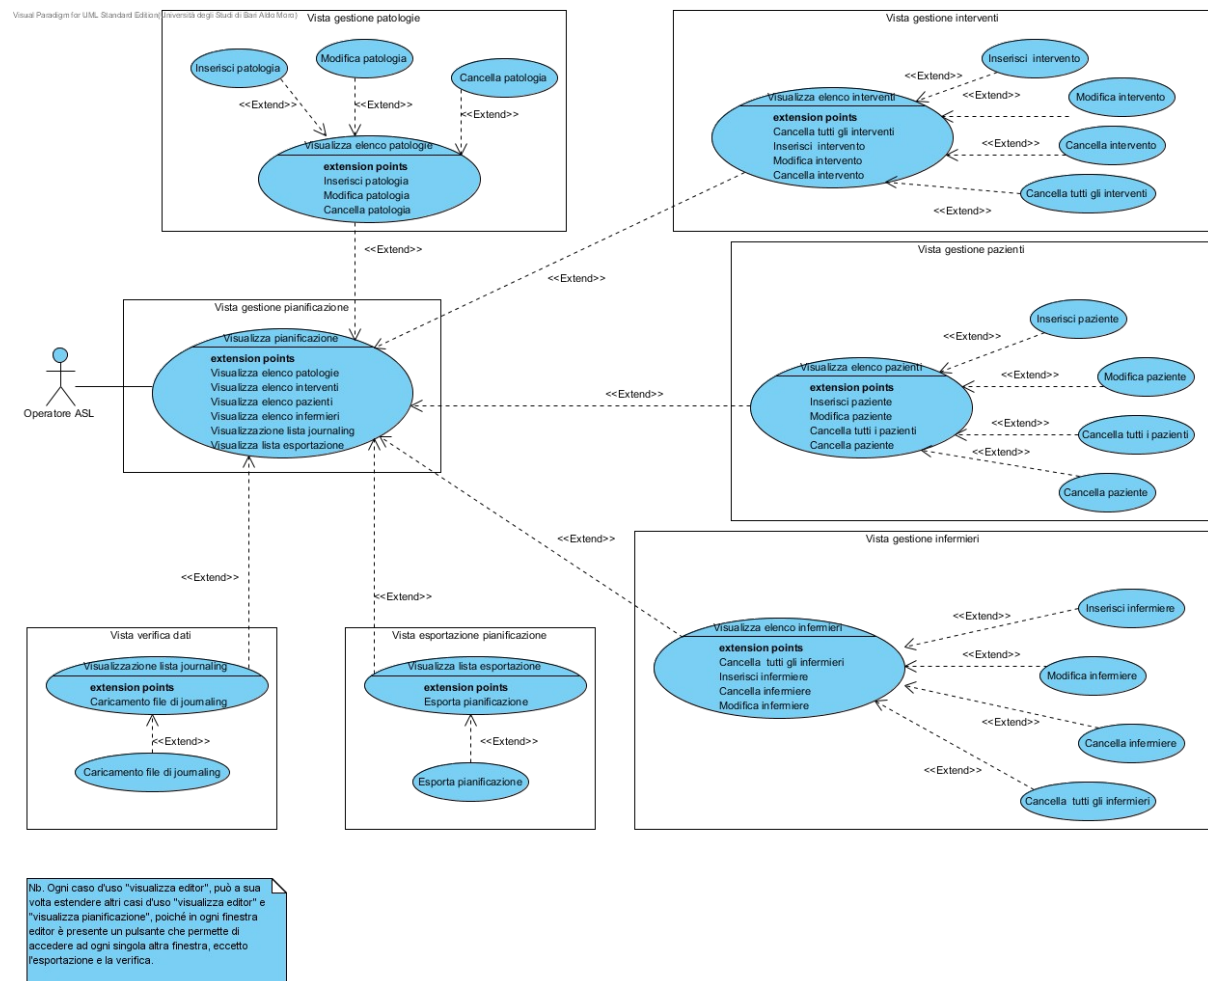 Visual Paradigm for UML Standard Edition(Università degli Studi di Bari Aldo Moro)
Vista gestione patologie
Inserisci patologia
Modifica patologia
Cancella patologia
<<Extend>>
<<Extend>>
<<Extend>>
Visualizza elenco patologie
extension points
Inserisci patologia
Modifica patologia
Cancella patologia
<<Extend>>
Vista gestione interventi
Inserisci intervento
<<Extend>>
Modifica intervento
<<Extend>>
Visualizza elenco interventi
extension points
Cancella tutti gli interventi
Inserisci intervento
Modifica intervento
Cancella intervento
<<Extend>>
Cancella intervento
Cancella tutti gli interventi
<<Extend>>
<<Extend>>
Vista gestione pazienti
Inserisci paziente
<<Extend>>
Visualizza elenco pazienti
extension points
Inserisci paziente
Modifica paziente
Cancella tutti i pazienti
Cancella paziente
<<Extend>>
Modifica paziente
<<Extend>>
Cancella tutti i pazienti
<<Extend>>
Cancella paziente
<<Extend>>
Vista gestione pianificazione
Visualizza pianificazione
extension points
Visualizza elenco patologie
Visualizza elenco interventi
Visualizza elenco pazienti
Visualizza elenco infermieri
Visualizzazione lista journaling
Visualizza lista esportazione
Operatore ASL
<<Extend>>
<<Extend>>
<<Extend>>
Vista gestione infermieri
Inserisci infermiere
<<Extend>>
Visualizza elenco infermieri
extension points
Cancella tutti gli infermieri
Inserisci infermiere
Cancella infermiere
Modifica infermiere
<<Extend>>
Modifica infermiere
<<Extend>>
Cancella infermiere
<<Extend>>
Cancella tutti gli infermieri
Vista verifica dati
Visualizzazione lista journaling
extension points
Caricamento file di journaling
<<Extend>>
Caricamento file di journaling
Vista esportazione pianificazione
Visualizza lista esportazione
extension points
Esporta pianificazione
<<Extend>>
Esporta pianificazione
Nb. Ogni caso d'uso "visualizza editor", può a sua
volta estendere altri casi d'uso "visualizza editor" e
"visualizza pianificazione", poiché in ogni finestra
editor è presente un pulsante che permette di
accedere ad ogni singola altra finestra, eccetto
l'esportazione e la verifica.